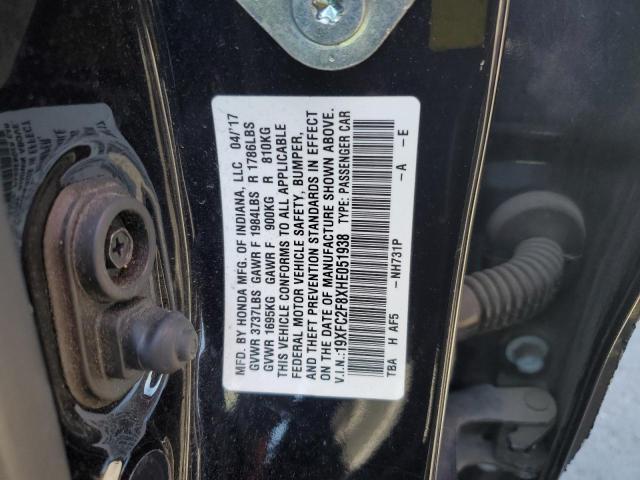 MFD. BY HONDA MFG. OF INDIANA, LLC 04/'17
GVWR 3737LBS GAWR F 1984LBS R 1786LBS
GVWR 1695KG GAWR F 900KG R 810KG
THIS VEHICLE CONFORMS TO ALL APPLICABLE
FEDERAL MOTOR VEHICLE SAFETY, BUMPER,
AND THEFT PREVENTION STANDARDS IN EFFECT
ON THE DATE OF MANUFACTURE SHOWN ABOVE.
V.I.N.:19XFC2F8XHE051938 TYPE: PASSENGER CAR
TBA H AF5 - NH731P - A - E